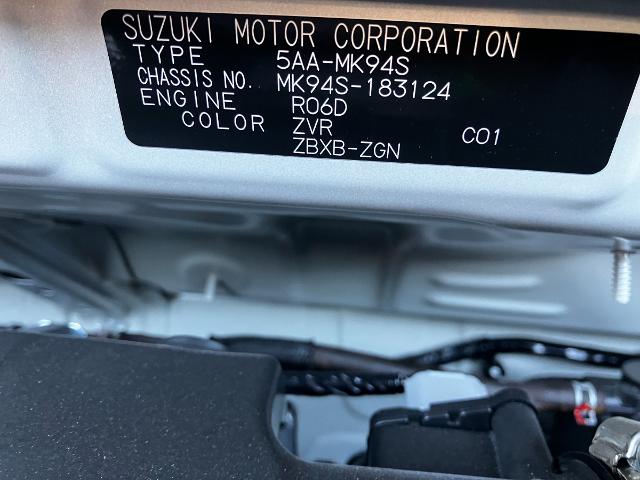 SUZUKI MOTOR CORPORATION
TYPE 5AA-MK94S
CHASSIS NO. MK94S-183124
ENGINE R06D
COLOR ZVR C01
ZBXB-ZGN